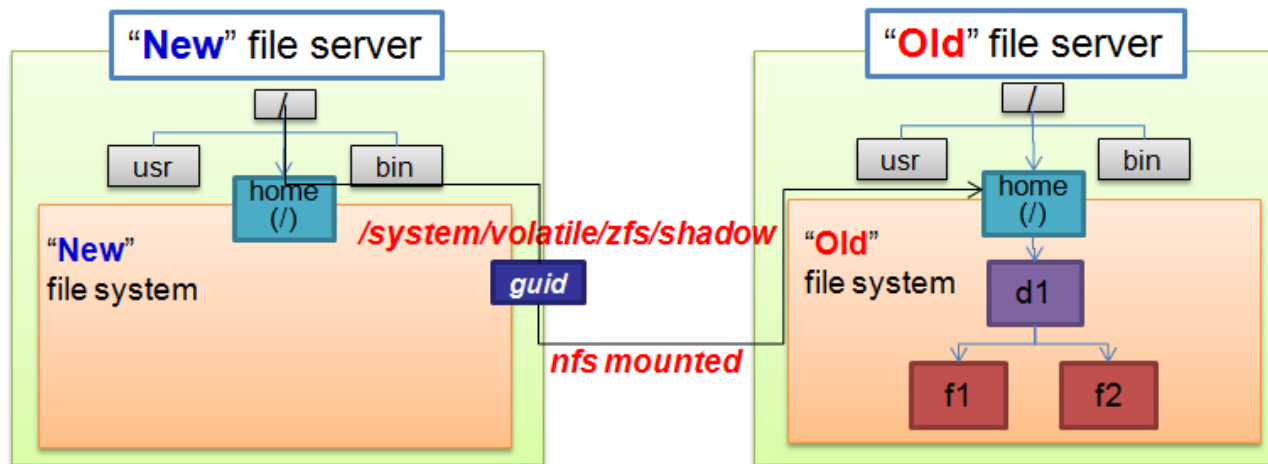 “New” file server
/
usr
bin
home
(/)
“New”
file system
/system/volatile/zfs/shadow
guid
nfs mounted
“Old” file server
/
usr
bin
home
(/)
“Old”
file system
d1
f1
f2